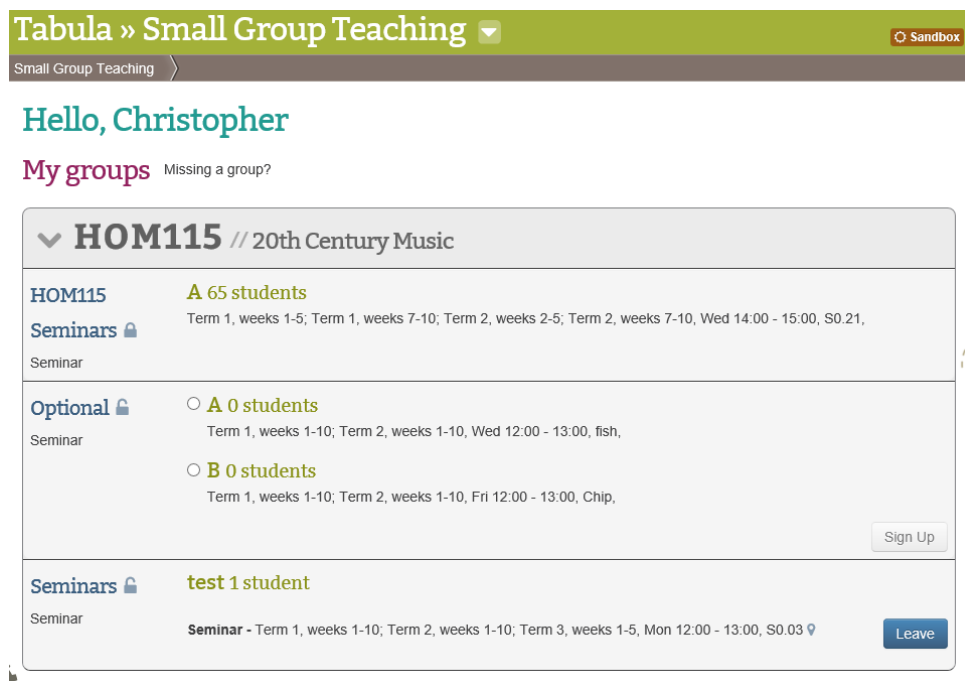 Tabula » Small Group Teaching
Sandbox
Small Group Teaching
Hello, Christopher
My groups Missing a group?
HOM115 // 20th Century Music
HOM115
Seminars
Seminar
A 65 students
Term 1, weeks 1-5; Term 1, weeks 7-10; Term 2, weeks 2-5; Term 2, weeks 7-10, Wed 14:00 - 15:00, S0.21,
Optional
Seminar
A 0 students
Term 1, weeks 1-10; Term 2, weeks 1-10, Wed 12:00 - 13:00, fish,
B 0 students
Term 1, weeks 1-10; Term 2, weeks 1-10, Fri 12:00 - 13:00, Chip,
Sign Up
Seminars
Seminar
test 1 student
Seminar - Term 1, weeks 1-10; Term 2, weeks 1-10; Term 3, weeks 1-5, Mon 12:00 - 13:00, S0.03
Leave